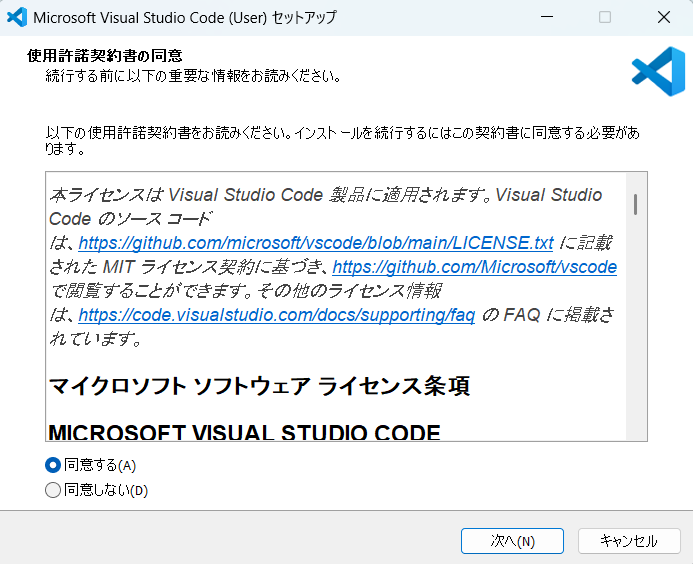 Microsoft Visual Studio Code (User) セットアップ
使用許諾契約書の同意
続行する前に以下の重要な情報をお読みください。
以下の使用許諾契約書をお読みください。インストールを続行するにはこの契約書に同意する必要があ
ります。
本ライセンスは Visual Studio Code 製品に適用されます。Visual Studio
Code のソース コード
は、https://github.com/microsoft/vscode/blob/main/LICENSE.txt に記載
された MIT ライセンス契約に基づき、https://github.com/Microsoft/vscode
で閲覧することができます。その他のライセンス情報
は、https://code.visualstudio.com/docs/supporting/faq の FAQ に掲載さ
れています。
マイクロソフト ソフトウェア ライセンス条項
MICROSOFT VISUAL STUDIO CODE
同意する(A)
同意しない(D)
次へ(N)
キャンセル